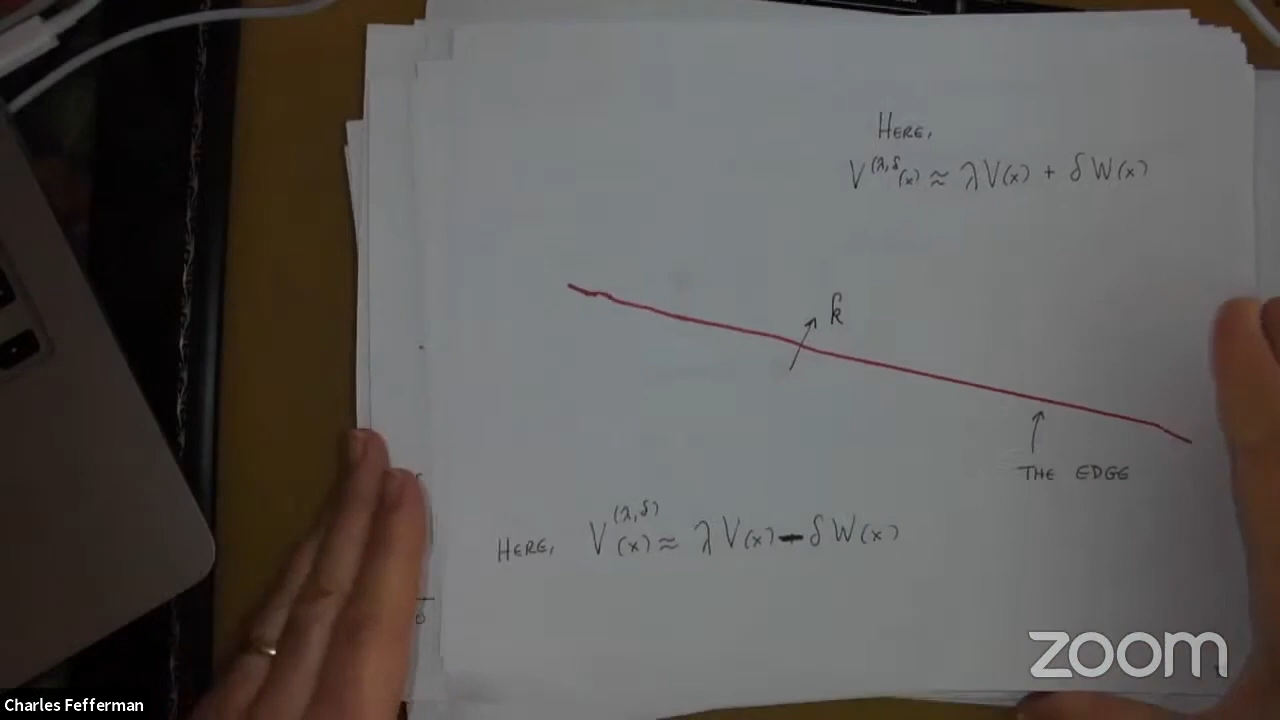 HERE,
V^(λ,δ)(x) ≈ λV(x) + δW(x)
k
THE EDGE
HERE, V^(λ,δ)(x) ≈ λV(x) - δW(x)
zoom
Charles Fefferman